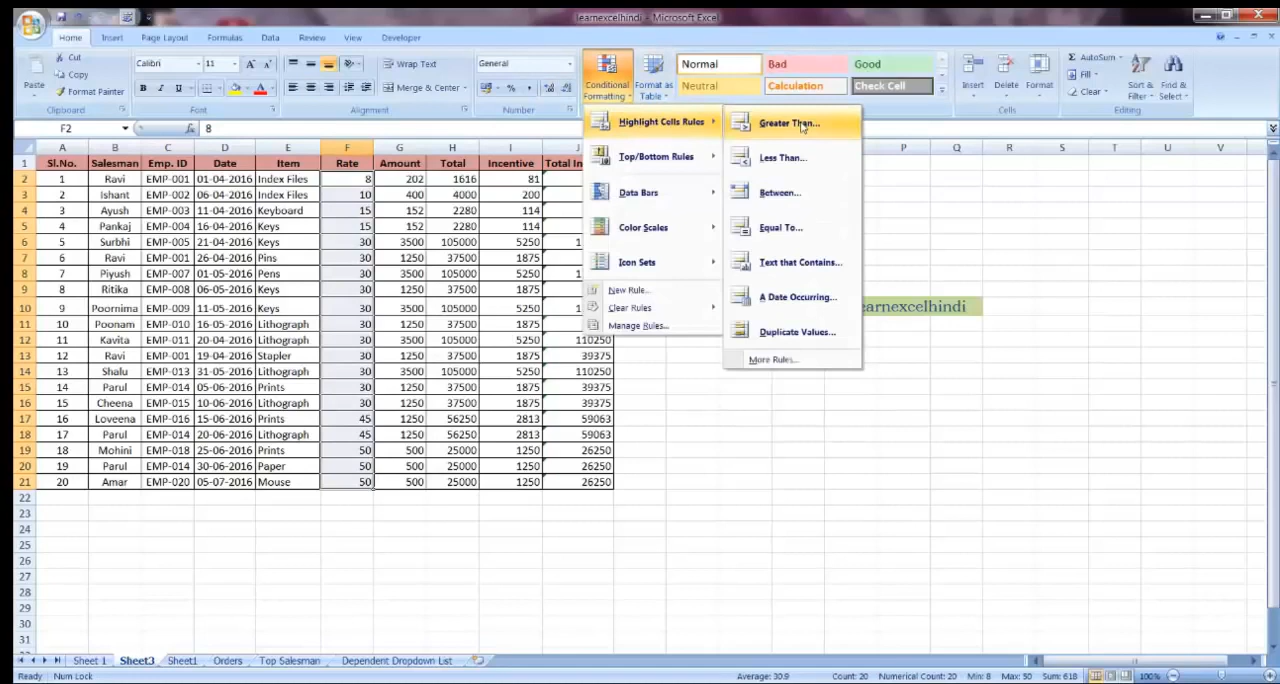 learnexcelhindi - Microsoft Excel
Home Insert Page Layout Formulas Data Review View Developer
Paste Cut Copy Format Painter Clipboard
Calibri 11 A A B I U A Font
Wrap Text Merge & Center Alignment
General % , Number
Conditional Formatting Format as Table
Normal Bad Good
Neutral Calculation Check Cell
Insert Delete Format Cells
Σ AutoSum Fill Clear Sort & Filter Find & Select Editing
F2 fx 8
Highlight Cells Rules
Top/Bottom Rules
Data Bars
Color Scales
Icon Sets
New Rule...
Clear Rules
Manage Rules...
Greater Than...
Less Than...
Between...
Equal To...
Text that Contains...
A Date Occurring...
Duplicate Values...
More Rules...
A B C D E F G H I J P Q R S T U V
1 Sl.No. Salesman Emp. ID Date Item Rate Amount Total Incentive Total In
2 1 Ravi EMP-001 01-04-2016 Index Files 8 202 1616 81
3 2 Ishant EMP-002 06-04-2016 Index Files 10 400 4000 200
4 3 Ayush EMP-003 11-04-2016 Keyboard 15 152 2280 114
5 4 Pankaj EMP-004 16-04-2016 Keys 15 152 2280 114
6 5 Surbhi EMP-005 21-04-2016 Keys 30 3500 105000 5250 1
7 6 Ravi EMP-001 26-04-2016 Pins 30 1250 37500 1875
8 7 Piyush EMP-007 01-05-2016 Pens 30 3500 105000 5250 1
9 8 Ritika EMP-008 06-05-2016 Keys 30 1250 37500 1875
10 9 Poornima EMP-009 11-05-2016 Keys 30 3500 105000 5250 1 earnexcelhindi
11 10 Poonam EMP-010 16-05-2016 Lithograph 30 1250 37500 1875 39375
12 11 Kavita EMP-011 20-04-2016 Lithograph 30 3500 105000 5250 110250
13 12 Ravi EMP-001 19-04-2016 Stapler 30 1250 37500 1875 39375
14 13 Shalu EMP-013 31-05-2016 Lithograph 30 3500 105000 5250 110250
15 14 Parul EMP-014 05-06-2016 Prints 30 1250 37500 1875 39375
16 15 Cheena EMP-015 10-06-2016 Lithograph 30 1250 37500 1875 39375
17 16 Loveena EMP-016 15-06-2016 Prints 45 1250 56250 2813 59063
18 17 Parul EMP-014 20-06-2016 Lithograph 45 1250 56250 2813 59063
19 18 Mohini EMP-018 25-06-2016 Prints 50 500 25000 1250 26250
20 19 Parul EMP-014 30-06-2016 Paper 50 500 25000 1250 26250
21 20 Amar EMP-020 05-07-2016 Mouse 50 500 25000 1250 26250
22
23
24
25
26
27
28
29
30
31
Sheet 1 Sheet3 Sheet1 Orders Top Salesman Dependent Dropdown List
Ready Num Lock Average: 30.9 Count: 20 Numerical Count: 20 Min: 8 Max: 50 Sum: 618 100%